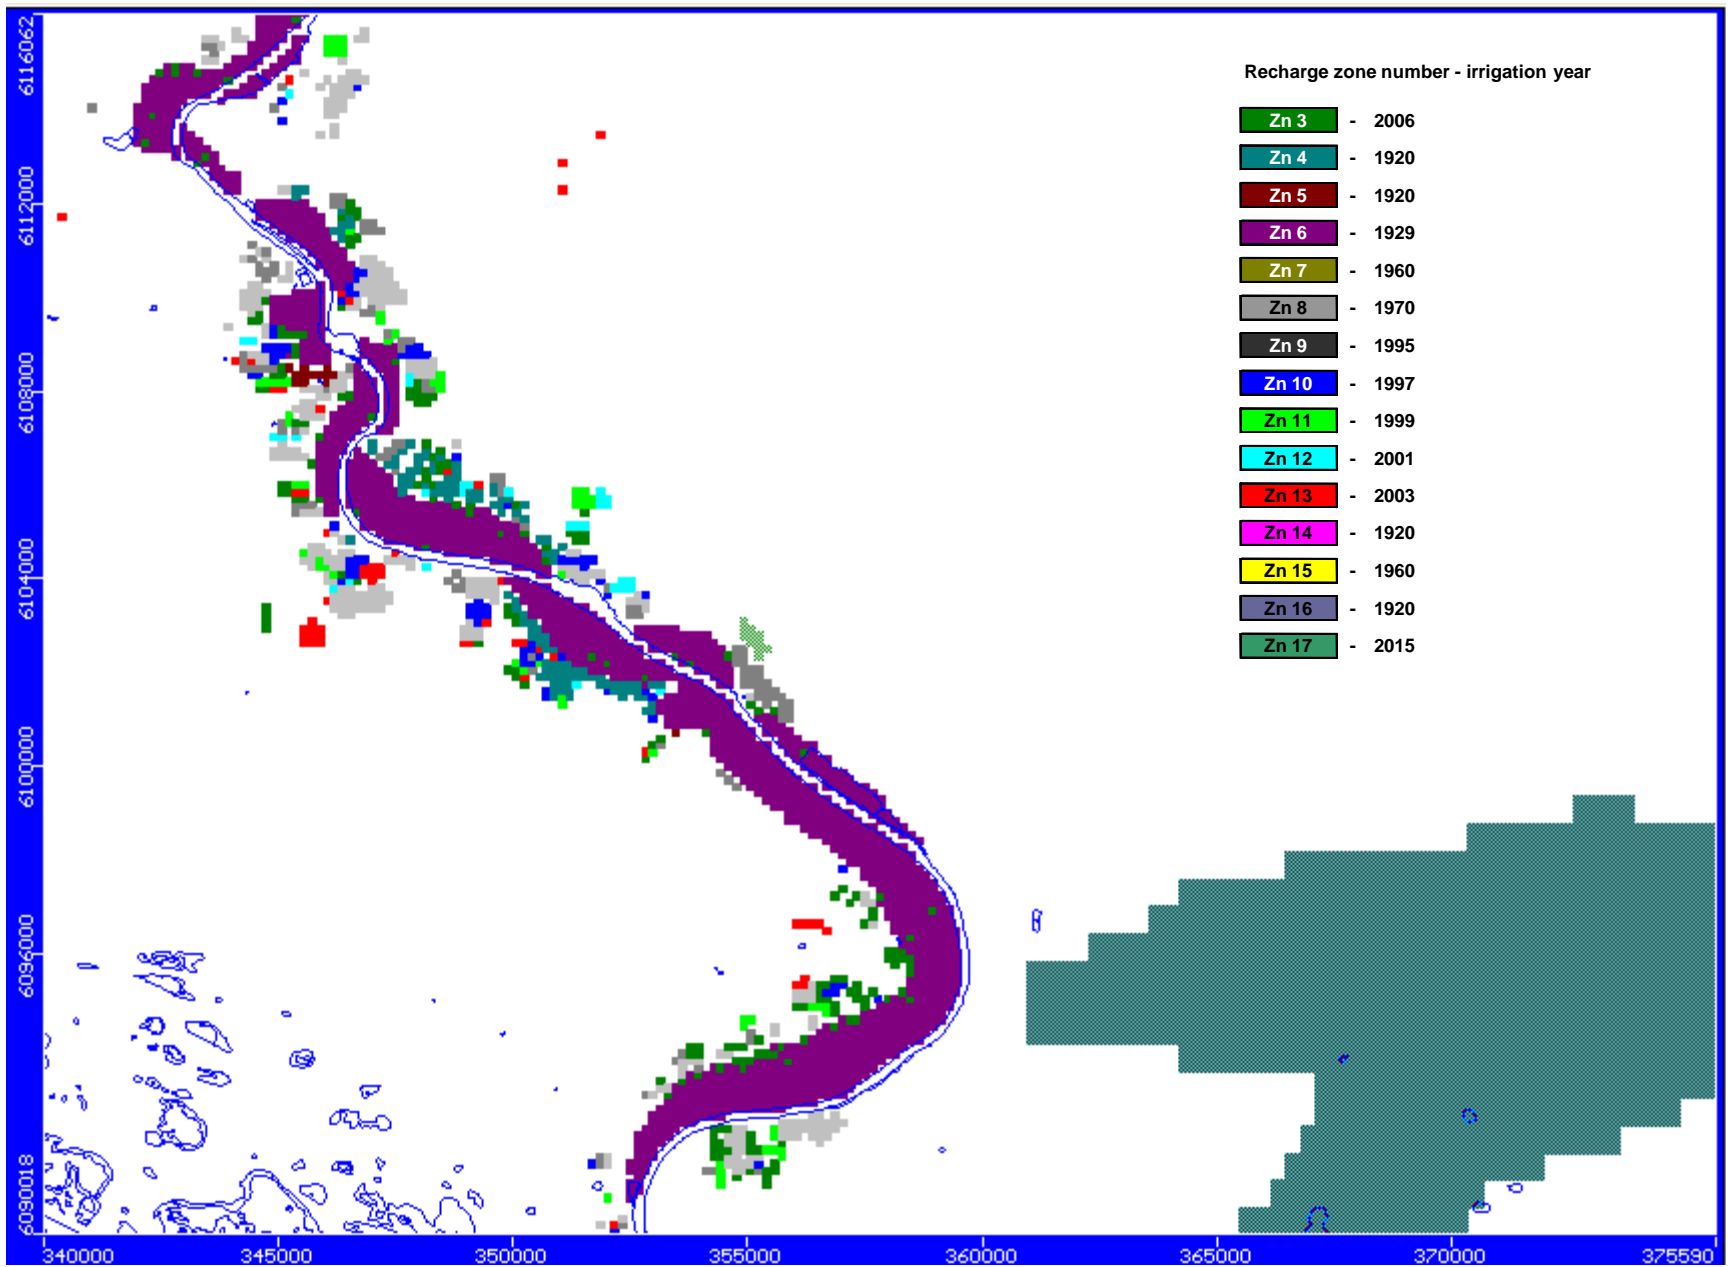 Recharge zone number - irrigation year
Zn 3 - 2006
Zn 4 - 1920
Zn 5 - 1920
Zn 6 - 1929
Zn 7 - 1960
Zn 8 - 1970
Zn 9 - 1995
Zn 10 - 1997
Zn 11 - 1999
Zn 12 - 2001
Zn 13 - 2003
Zn 14 - 1920
Zn 15 - 1960
Zn 16 - 1920
Zn 17 - 2015
6116062
6112000
6108000
6104000
6100000
6096000
6090018
340000 345000 350000 355000 360000 365000 370000 375590